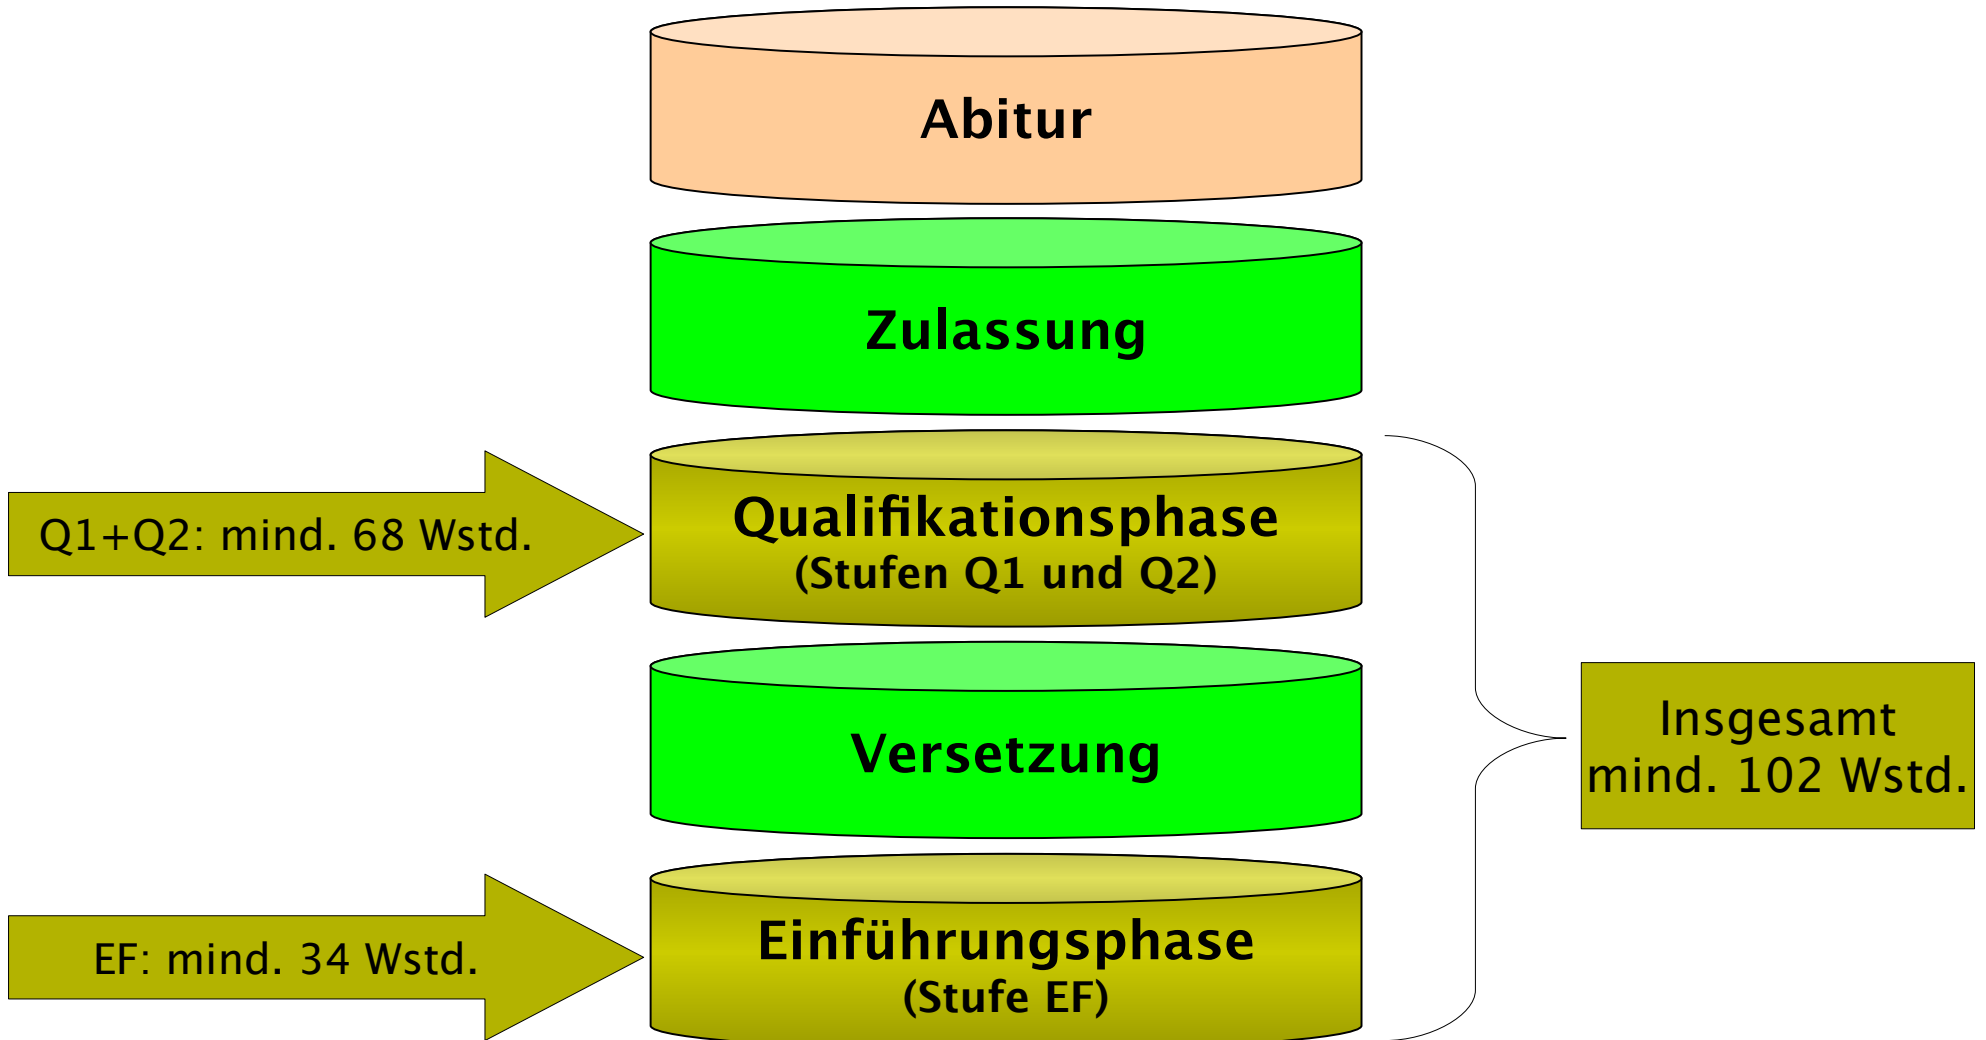 Abitur
Zulassung
Q1+Q2: mind. 68 Wstd.
Qualifikationsphase
(Stufen Q1 und Q2)
Insgesamt
mind. 102 Wstd.
Versetzung
EF: mind. 34 Wstd.
Einführungsphase
(Stufe EF)